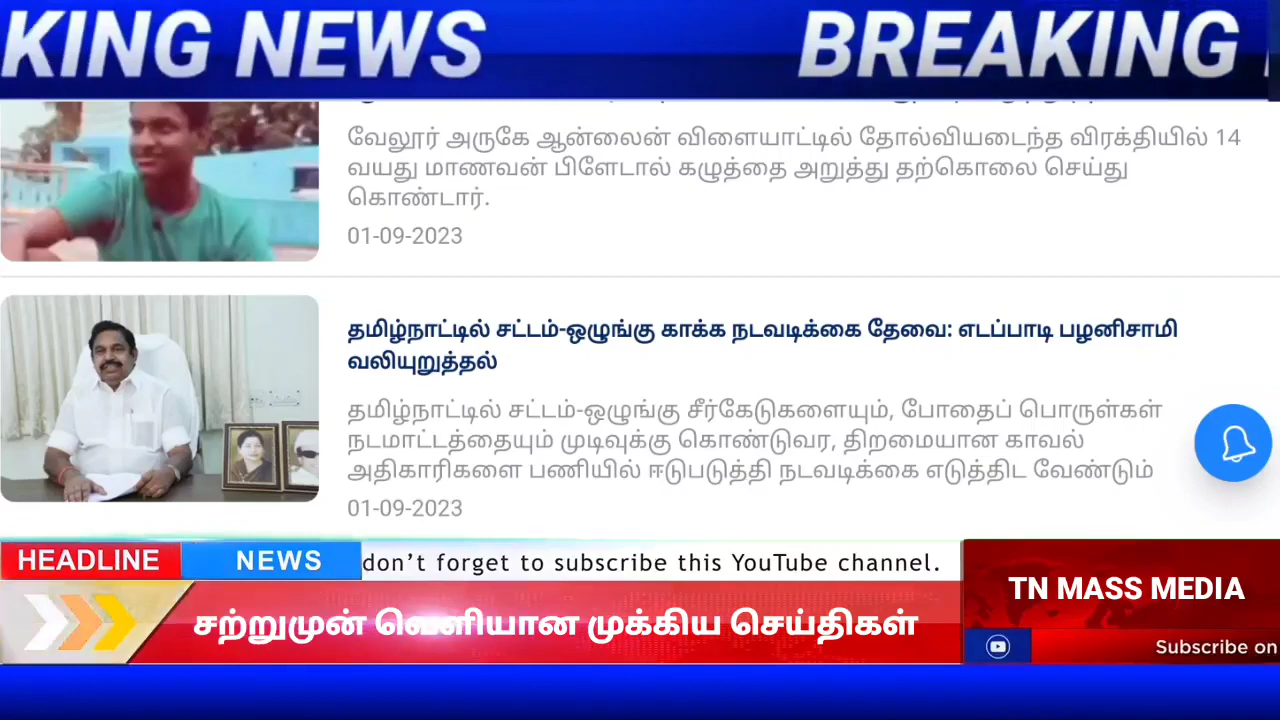 KING NEWS
BREAKING
வேலூர் அருகே ஆன்லைன் விளையாட்டில் தோல்வியடைந்த விரக்தியில் 14
வயது மாணவன் பிளேடால் கழுத்தை அறுத்து தற்கொலை செய்து
கொண்டார்.
01-09-2023
தமிழ்நாட்டில் சட்டம்-ஒழுங்கு காக்க நடவடிக்கை தேவை: எடப்பாடி பழனிசாமி
வலியுறுத்தல்
தமிழ்நாட்டில் சட்டம்-ஒழுங்கு சீர்கேடுகளையும், போதைப் பொருள்கள்
நடமாட்டத்தையும் முடிவுக்கு கொண்டுவர, திறமையான காவல்
அதிகாரிகளை பணியில் ஈடுபடுத்தி நடவடிக்கை எடுத்திட வேண்டும்
01-09-2023
HEADLINE NEWS
don't forget to subscribe this YouTube channel.
சற்றுமுன் வெளியான முக்கிய செய்திகள்
TN MASS MEDIA
Subscribe on